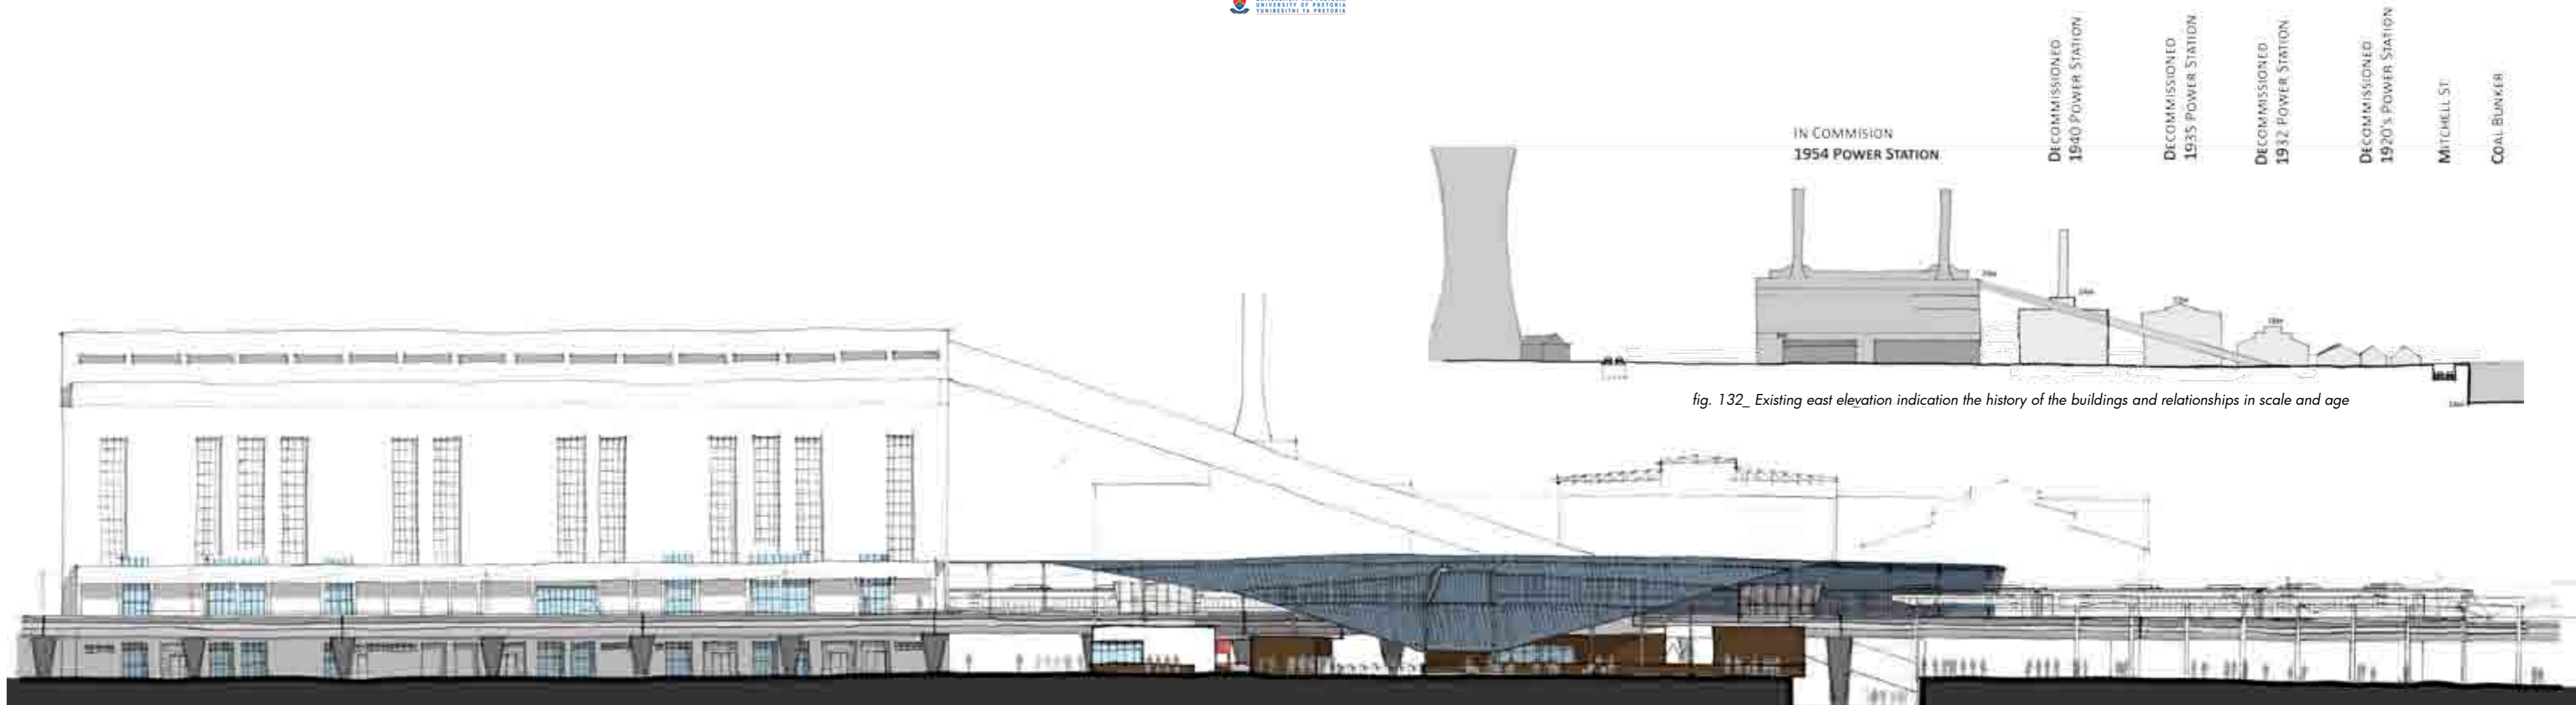 UNIVERSITY OF PRETORIA
YUNIBESITHI YA PRETORIA
IN COMMISION
1954 POWER STATION
DECOMMISSIONED
1940 POWER STATION
DECOMMISSIONED
1935 POWER STATION
DECOMMISSIONED
1932 POWER STATION
DECOMMISSIONED
1920's POWER STATION
MITCHELL ST
COAL BUNKER
fig. 132_ Existing east elevation indication the history of the buildings and relationships in scale and age